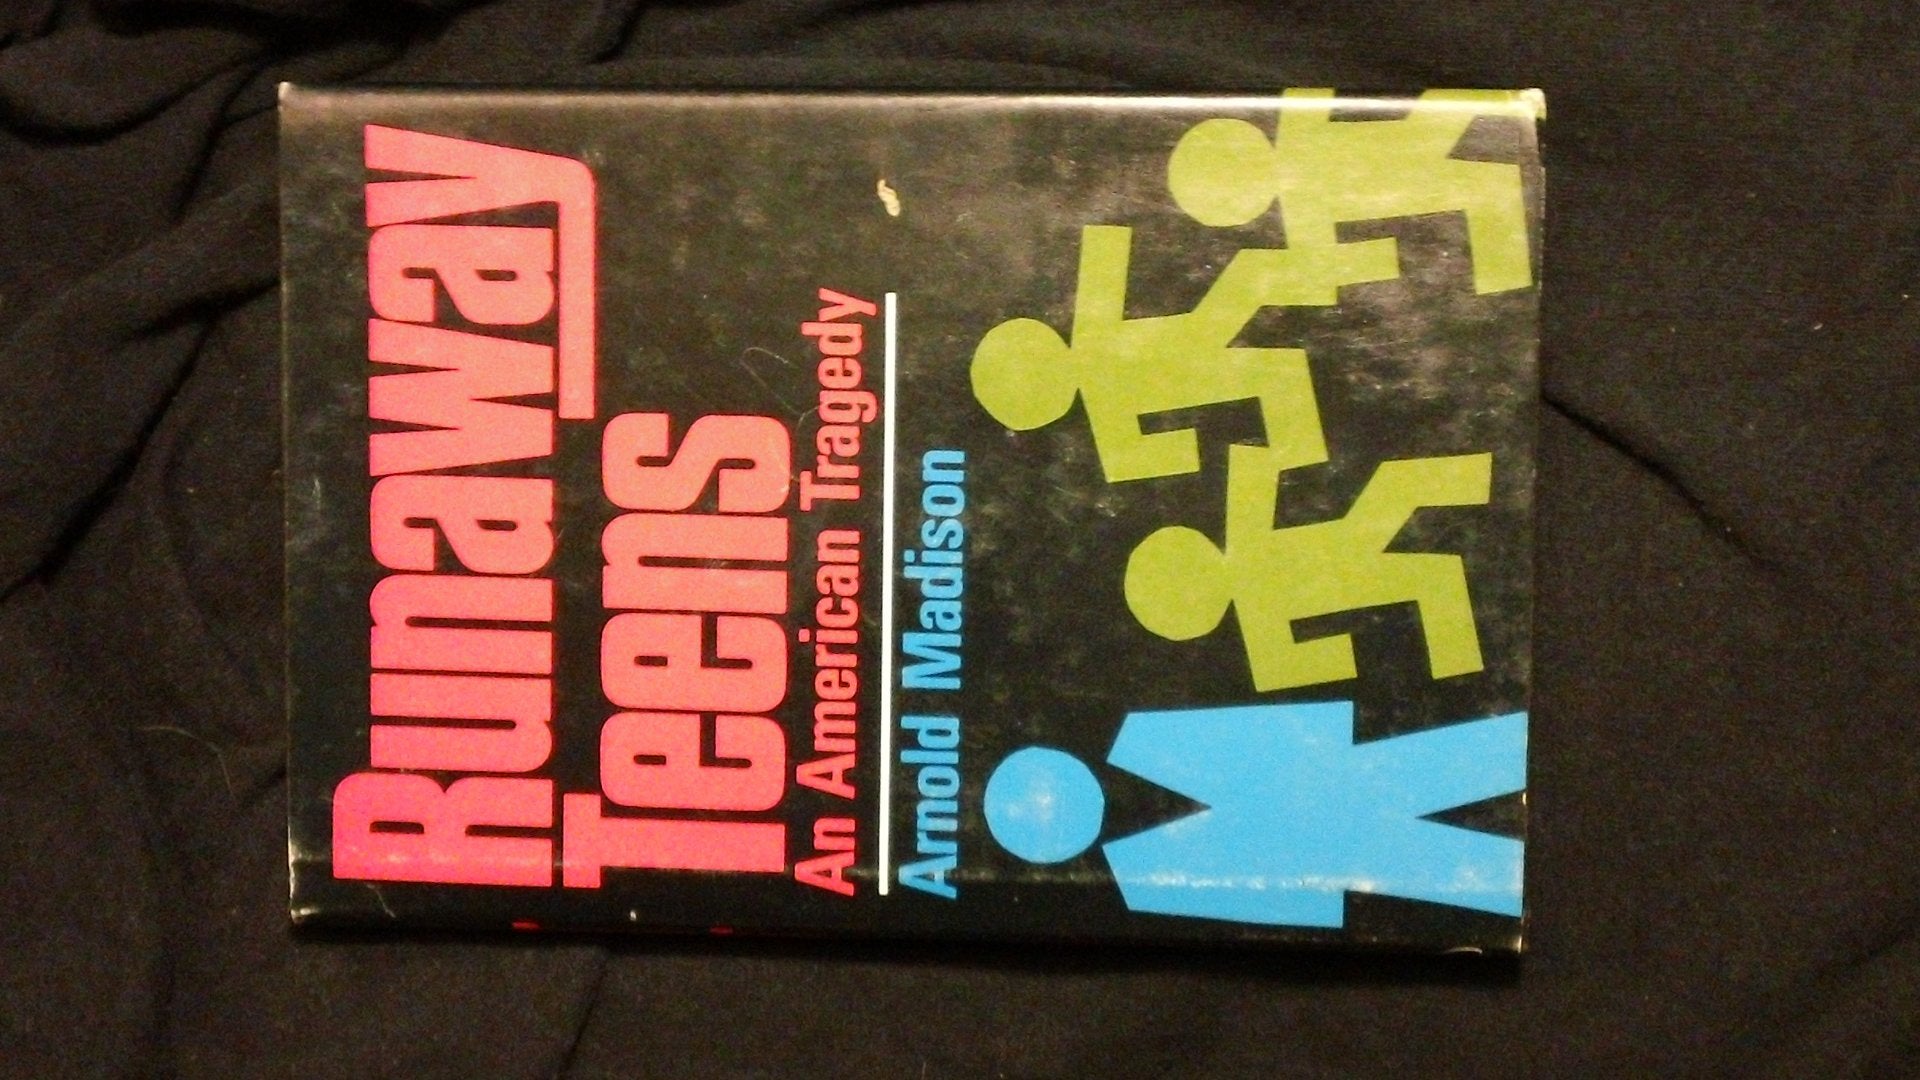 Runaway
Teens
An American Tragedy
Arnold Madison